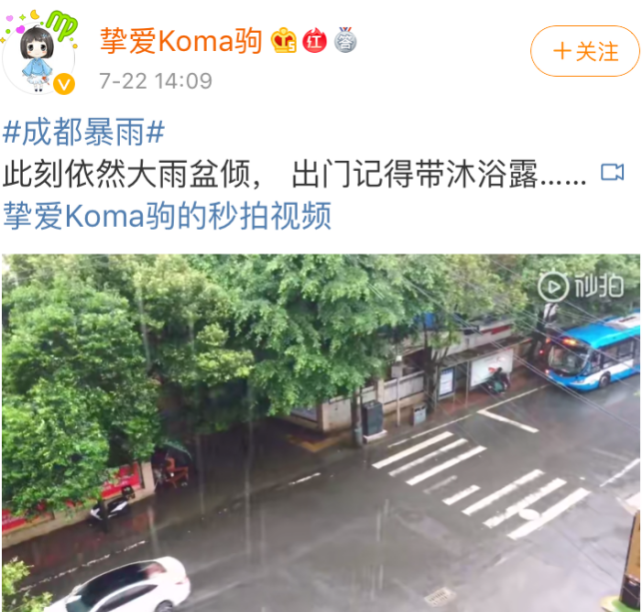 挚爱Koma驹 红 答
+关注
7-22 14:09
#成都暴雨#
此刻依然大雨盆倾， 出门记得带沐浴露......
挚爱Koma驹的秒拍视频
秒拍